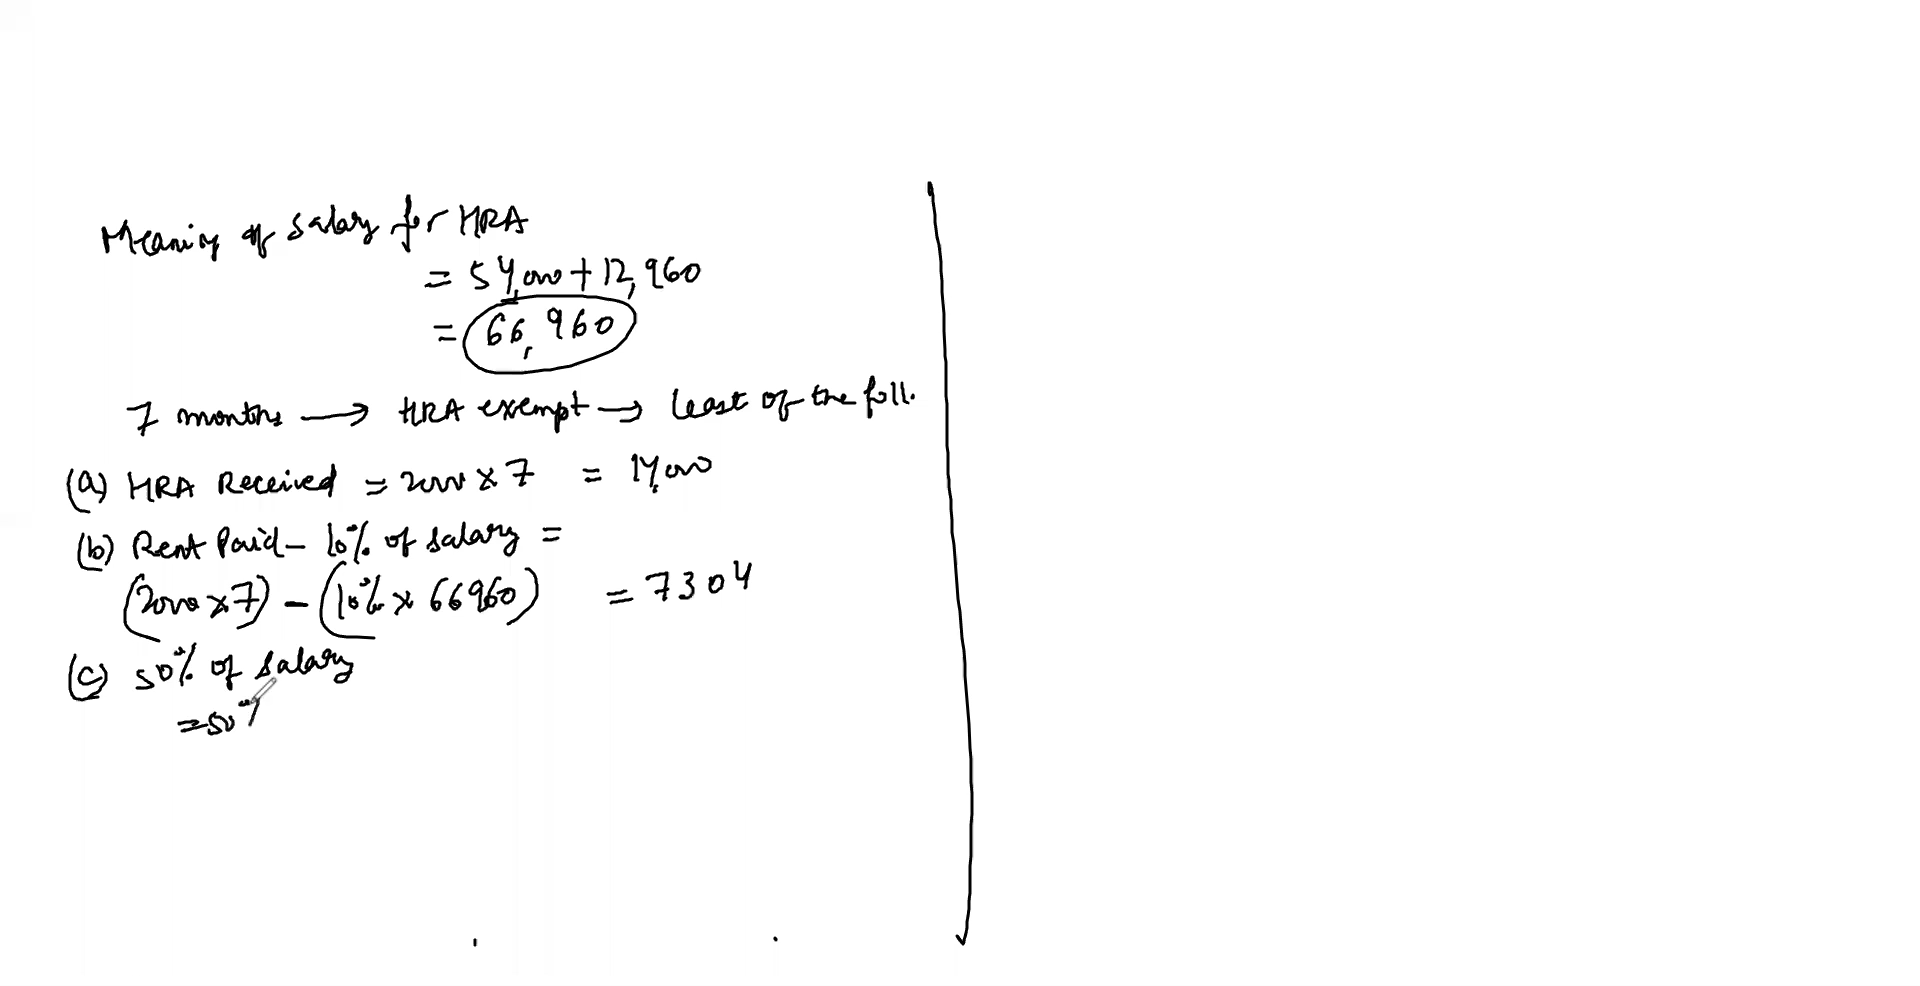 Meaning of salary for HRA
= 54,000 + 12,960
= 66,960
7 months → HRA exempt → Least of the foll.
(a) HRA Received = 2000 x 7 = 14,000
(b) Rent Paid - 10% of salary =
(2000 x 7) - (10% x 66960) = 7304
(c) 50% of salary
= 50%